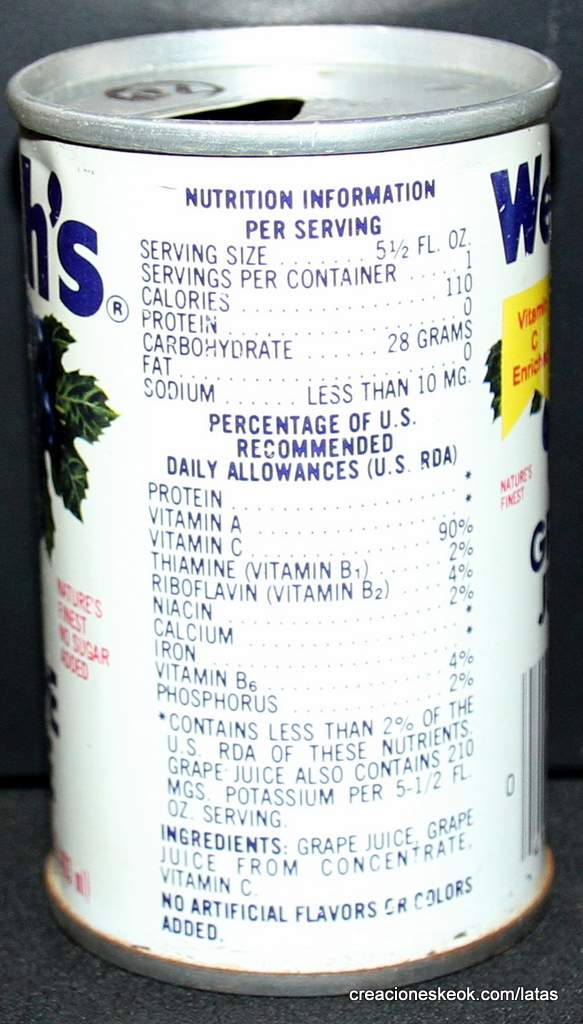 NUTRITION INFORMATION
PER SERVING
SERVING SIZE ........ 5½ FL. OZ.
SERVINGS PER CONTAINER ..... 1
CALORIES .................... 110
PROTEIN ..................... 0
CARBOHYDRATE ....... 28 GRAMS
FAT ......................... 0
SODIUM ....... LESS THAN 10 MG.
PERCENTAGE OF U.S.
RECOMMENDED
DAILY ALLOWANCES (U.S. RDA)
PROTEIN ..................... *
VITAMIN A ................... *
VITAMIN C ................... 90%
THIAMINE (VITAMIN B1) ....... 2%
RIBOFLAVIN (VITAMIN B2) ..... 4%
NIACIN ...................... 2%
CALCIUM ..................... *
IRON ........................ *
VITAMIN B6 .................. 4%
PHOSPHORUS .................. 2%
*CONTAINS LESS THAN 2% OF THE
U.S. RDA OF THESE NUTRIENTS.
GRAPE JUICE ALSO CONTAINS 210
MGS. POTASSIUM PER 5-1/2 FL.
OZ. SERVING.
INGREDIENTS: GRAPE JUICE, GRAPE
JUICE FROM CONCENTRATE,
VITAMIN C.
NO ARTIFICIAL FLAVORS OR COLORS
ADDED.
h's®
NATURE'S
FINEST
NO SUGAR
ADDED
We
Vitamin
C
NATURE'S
FINEST
G
J
0
creacioneskeok.com/latas